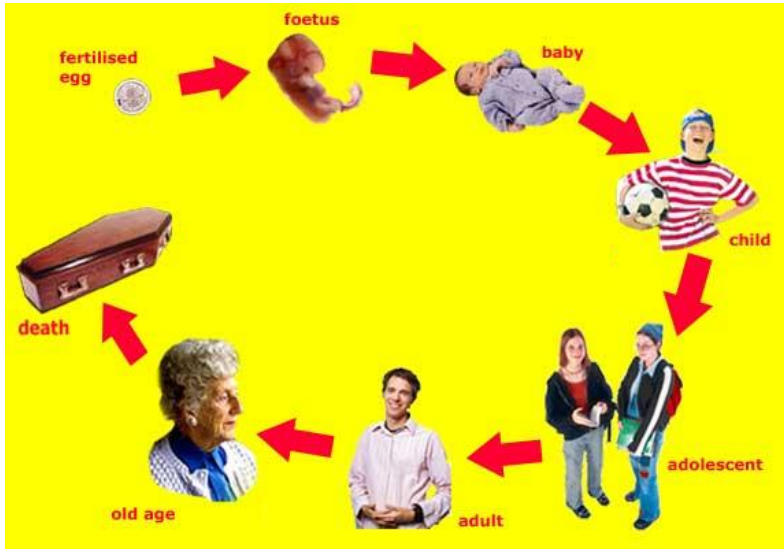 fertilised
egg
foetus
baby
child
adolescent
adult
old age
death